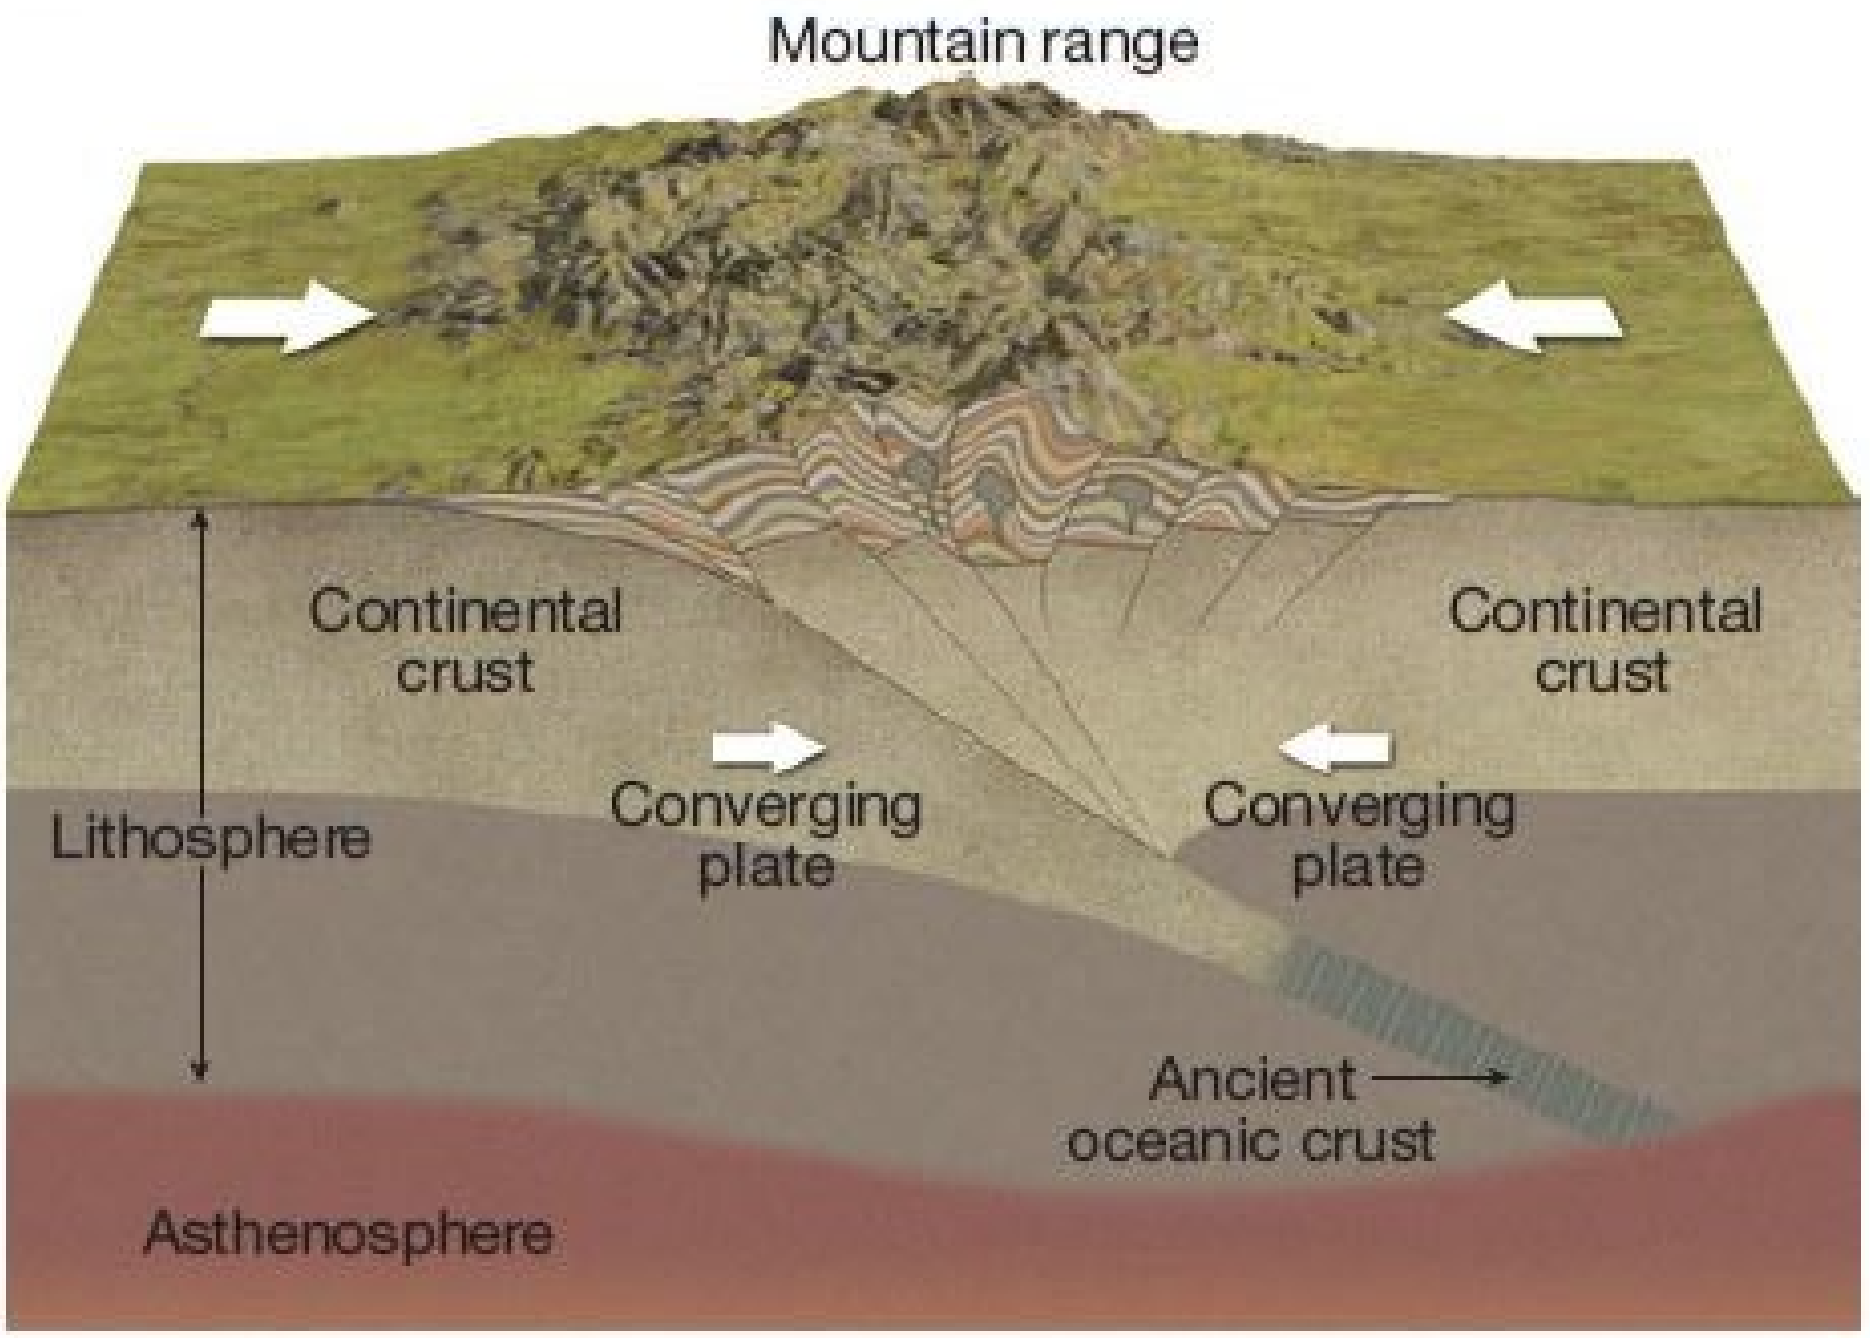 Mountain range
Continental
crust
Continental
crust
Converging
plate
Converging
plate
Lithosphere
Ancient
oceanic crust
Asthenosphere